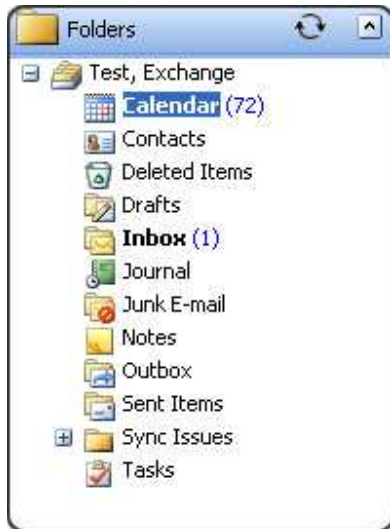 Folders
Test, Exchange
Calendar (72)
Contacts
Deleted Items
Drafts
Inbox (1)
Journal
Junk E-mail
Notes
Outbox
Sent Items
Sync Issues
Tasks